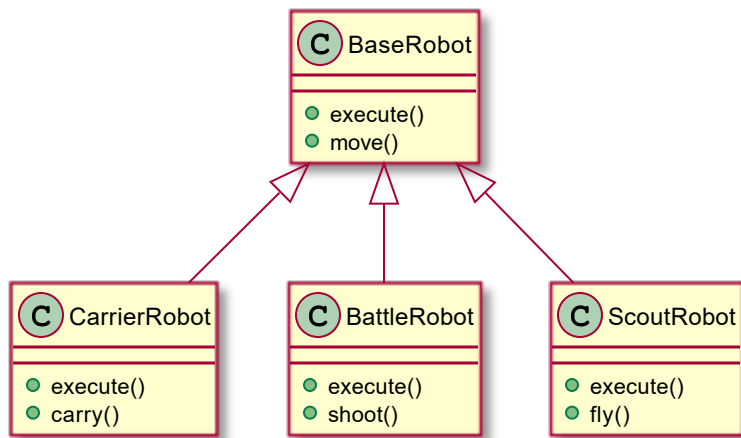 C BaseRobot
execute()
move()
C CarrierRobot
execute()
carry()
C BattleRobot
execute()
shoot()
C ScoutRobot
execute()
fly()